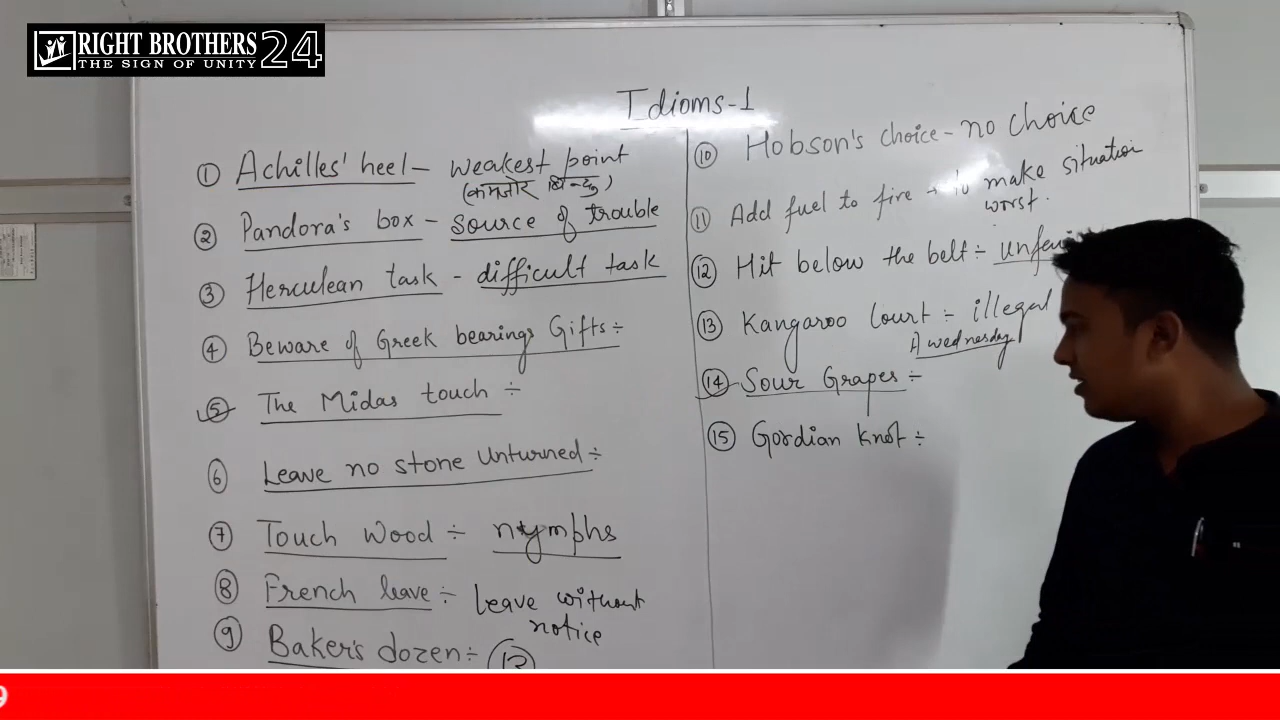 RIGHT BROTHERS 24
THE SIGN OF UNITY
Idioms-1
① Achilles' heel - weakest point
(कमजोर बिन्दु)
② Pandora's box - source of trouble
③ Herculean task - difficult task
④ Beware of Greek bearings Gifts ÷
⑤ The Midas touch ÷
⑥ Leave no stone unturned ÷
⑦ Touch wood ÷ nymphs
⑧ French leave ÷ Leave without
notice
⑨ Baker's dozen ÷ 13
⑩ Hobson's choice - no choice
⑪ Add fuel to fire → to make situation
worst.
⑫ Hit below the belt ÷
⑬ Kangaroo Court ÷ illegal
A wednesday
⑭ Sour Grapes ÷
⑮ Gordian knot ÷
9